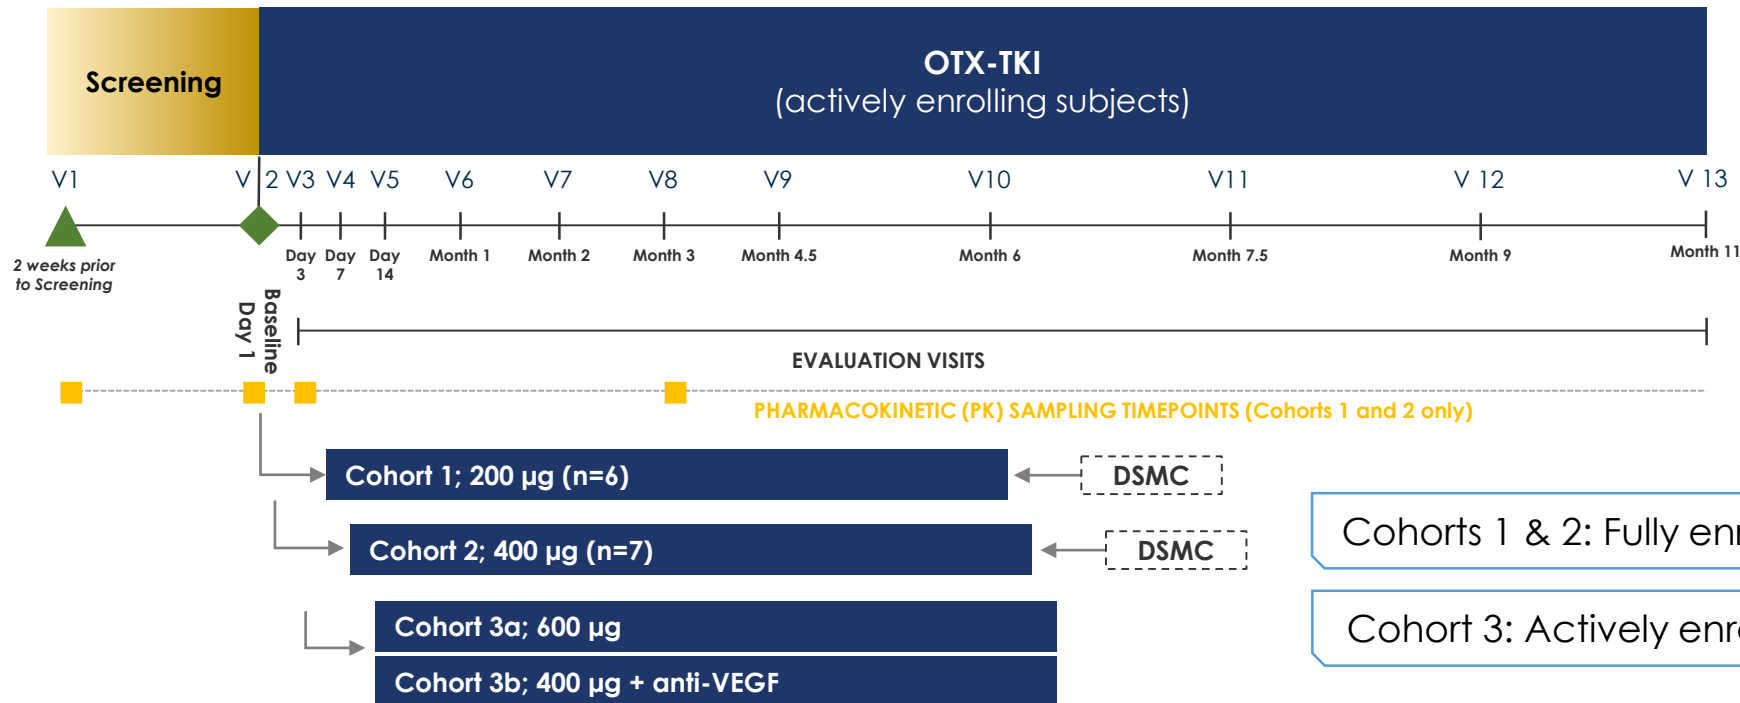 Screening
OTX-TKI
(actively enrolling subjects)
V1 V 2 V3 V4 V5 V6 V7 V8 V9 V10 V11 V 12 V 13
2 weeks prior
to Screening
Day 3
Day 7
Day 14
Month 1
Month 2
Month 3
Month 4.5
Month 6
Month 7.5
Month 9
Month 11
Baseline
Day 1
EVALUATION VISITS
PHARMACOKINETIC (PK) SAMPLING TIMEPOINTS (Cohorts 1 and 2 only)
Cohort 1; 200 µg (n=6)
DSMC
Cohort 2; 400 µg (n=7)
DSMC
Cohorts 1 & 2: Fully
Cohort 3a; 600 µg
Cohort 3: Actively
Cohort 3b; 400 µg + anti-VEGF